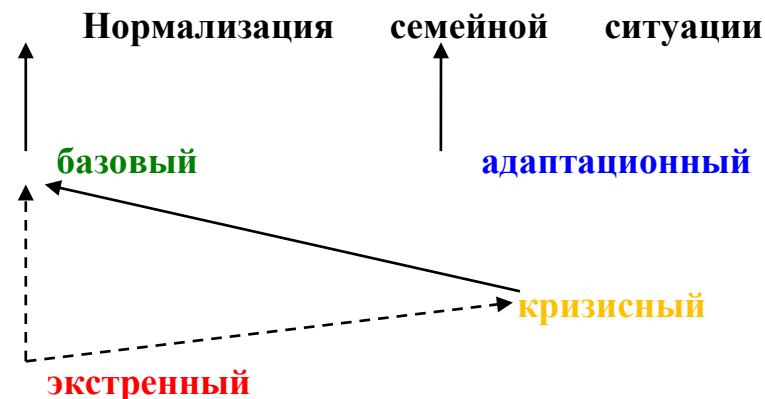 Нормализация семейной ситуации
базовый адаптационный
кризисный
экстренный